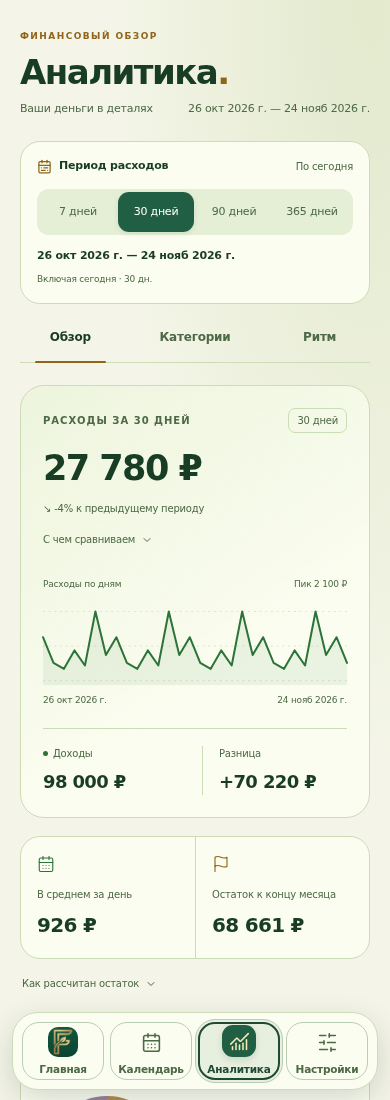 ФИНАНСОВЫЙ ОБЗОР
Аналитика.
Ваши деньги в деталях
26 окт 2026 г. — 24 нояб 2026 г.
Период расходов
По сегодня
7 дней
30 дней
90 дней
365 дней
26 окт 2026 г. — 24 нояб 2026 г.
Включая сегодня · 30 дн.
Обзор
Категории
Ритм
РАСХОДЫ ЗА 30 ДНЕЙ
30 дней
27 780 ₽
↘ -4% к предыдущему периоду
С чем сравниваем
Расходы по дням
Пик 2 100 ₽
26 окт 2026 г.
24 нояб 2026 г.
Доходы
Разница
98 000 ₽
+70 220 ₽
В среднем за день
Остаток к концу месяца
926 ₽
68 661 ₽
Как рассчитан остаток
Главная
Календарь
Аналитика
Настройки